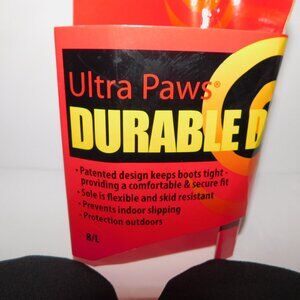 Ultra Paws®
DURABLE D
• Patented design keeps boots tight -
providing a comfortable & secure fit
• Sole is flexible and skid resistant
• Prevents indoor slipping
• Protection outdoors